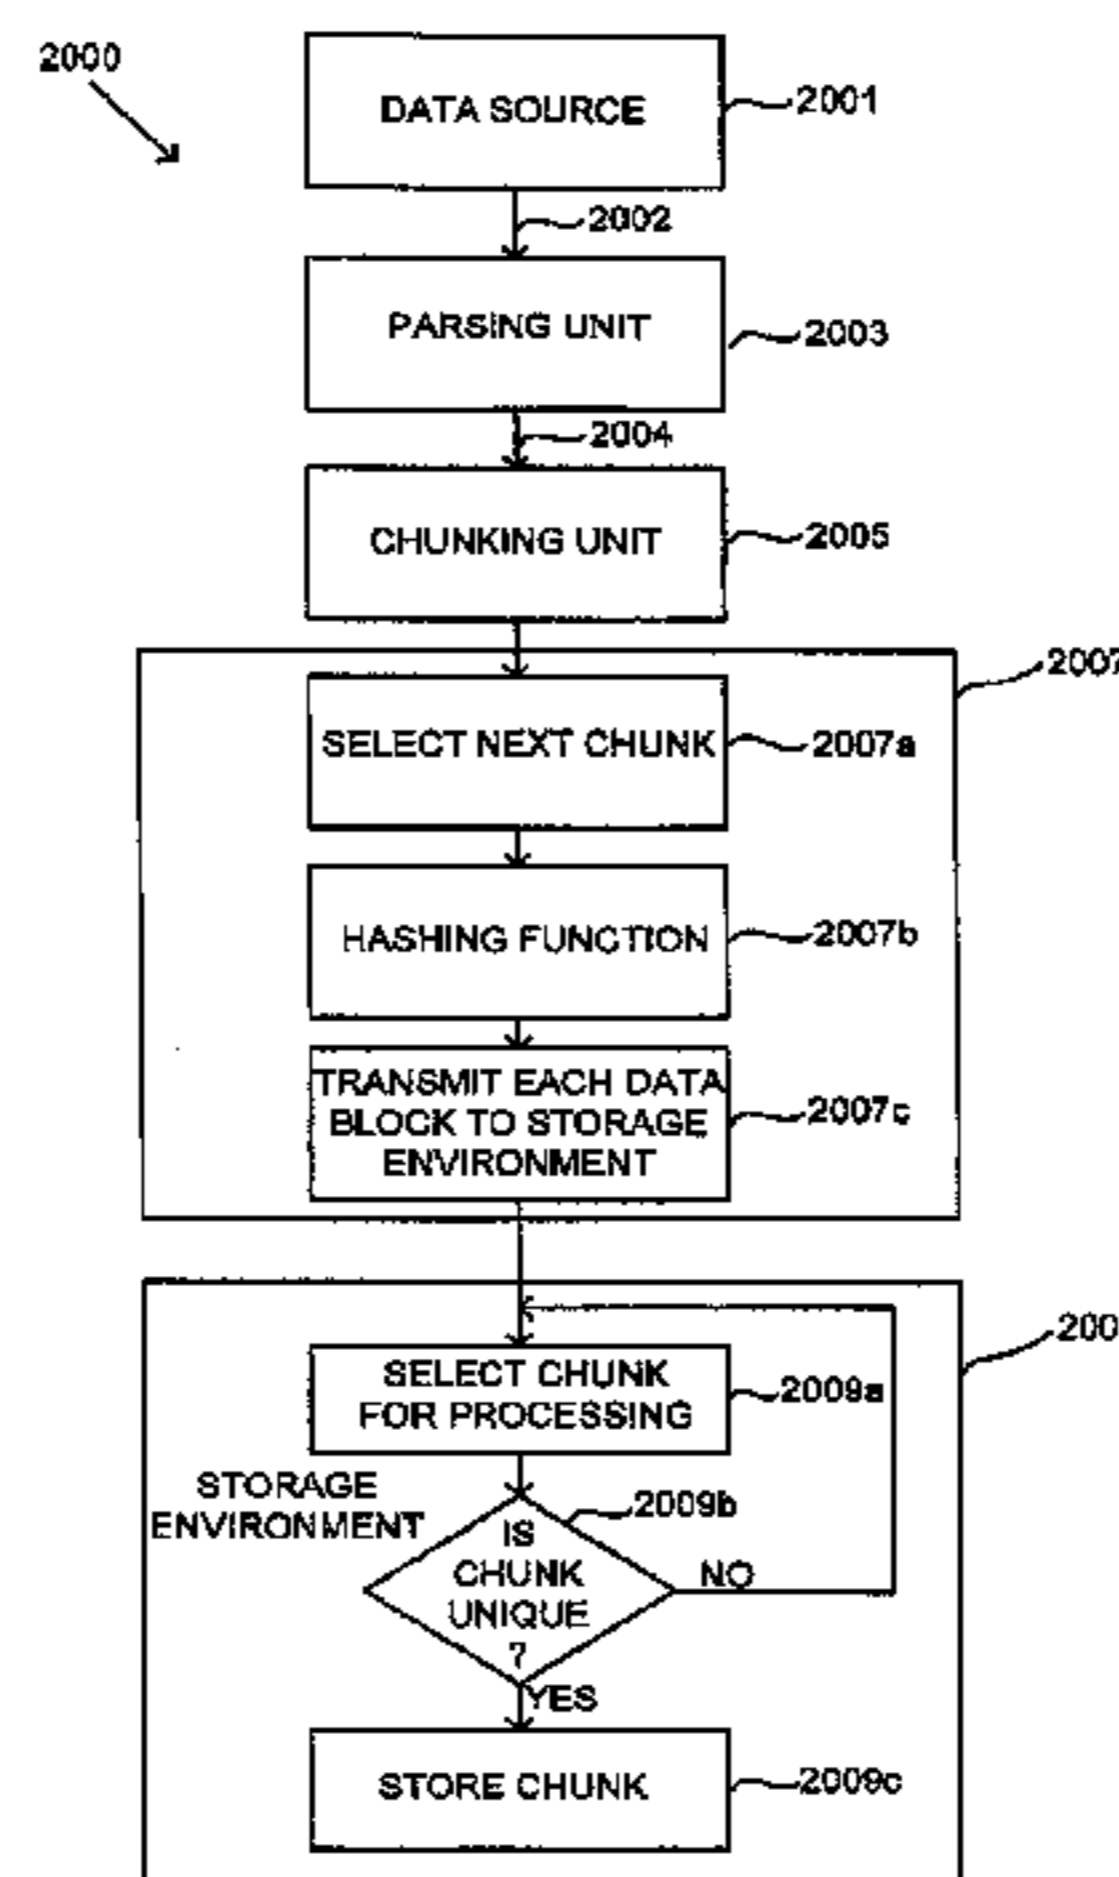 2000
DATA SOURCE
2001
2002
PARSING UNIT
2003
2004
CHUNKING UNIT
2005
2007
SELECT NEXT CHUNK
2007a
HASHING FUNCTION
2007b
TRANSMIT EACH DATA
BLOCK TO STORAGE
ENVIRONMENT
2007c
200
SELECT CHUNK
FOR PROCESSING
2009a
STORAGE
ENVIRONMENT
2009b
IS
CHUNK
UNIQUE
?
NO
YES
STORE CHUNK
2009c